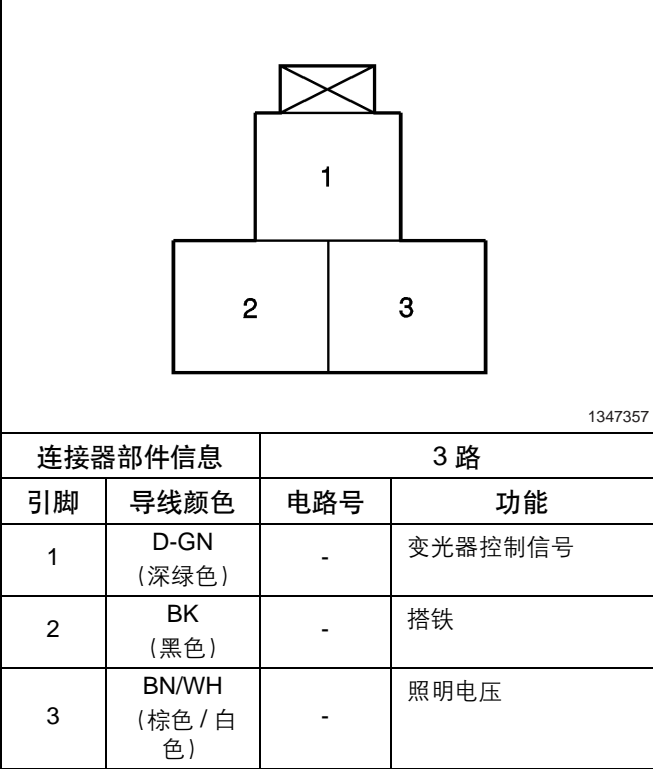 1
2 3
1347357
连接器部件信息 3 路
引脚 导线颜色 电路号 功能
1 D-GN
(深绿色) - 变光器控制信号
2 BK
(黑色) - 搭铁
3 BN/WH
(棕色 / 白
色) - 照明电压